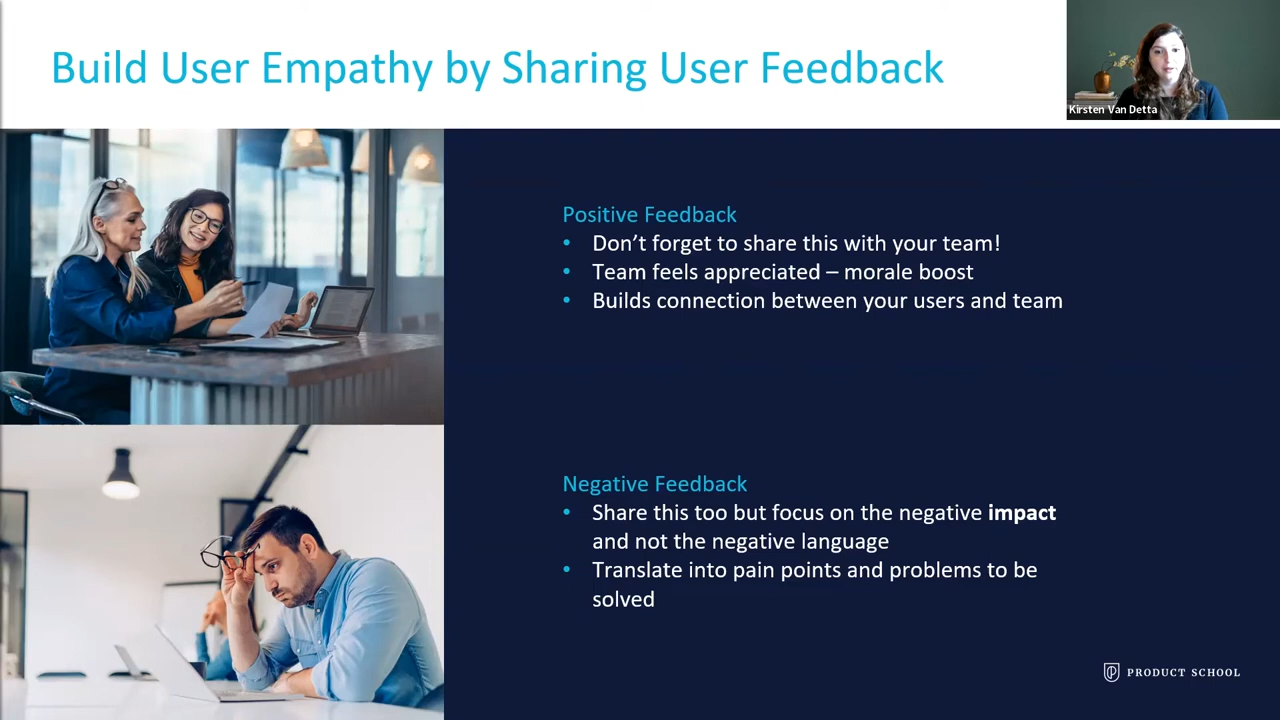 Build User Empathy by Sharing User Feedback
Kirsten Van Detta
Positive Feedback
• Don’t forget to share this with your team!
• Team feels appreciated – morale boost
• Builds connection between your users and team
Negative Feedback
• Share this too but focus on the negative impact
and not the negative language
• Translate into pain points and problems to be
solved
PRODUCT SCHOOL